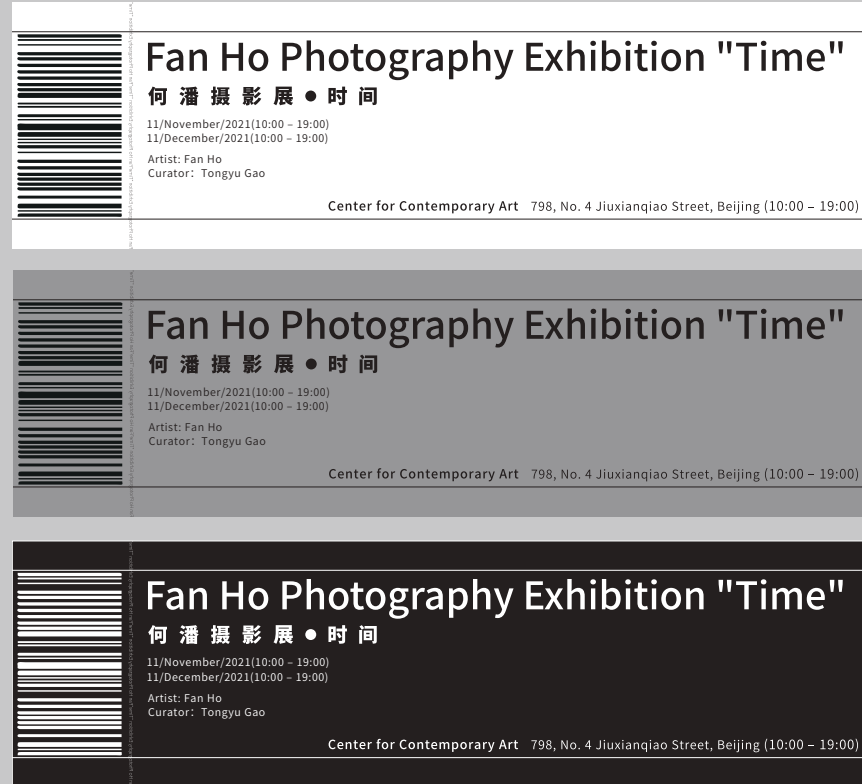 Fan Ho Photography Exhibition "Time"
何潘摄影展●时间
11/November/2021(10:00 – 19:00)
11/December/2021(10:00 – 19:00)
Artist: Fan Ho
Curator：Tongyu Gao
Center for Contemporary Art 798, No. 4 Jiuxianqiao Street, Beijing (10:00 – 19:00)
Fan Ho Photography Exhibition "Time"
何潘摄影展●时间
11/November/2021(10:00 – 19:00)
11/December/2021(10:00 – 19:00)
Artist: Fan Ho
Curator：Tongyu Gao
Center for Contemporary Art 798, No. 4 Jiuxianqiao Street, Beijing (10:00 – 19:00)
Fan Ho Photography Exhibition "Time"
何潘摄影展●时间
11/November/2021(10:00 – 19:00)
11/December/2021(10:00 – 19:00)
Artist: Fan Ho
Curator：Tongyu Gao
Center for Contemporary Art 798, No. 4 Jiuxianqiao Street, Beijing (10:00 – 19:00)